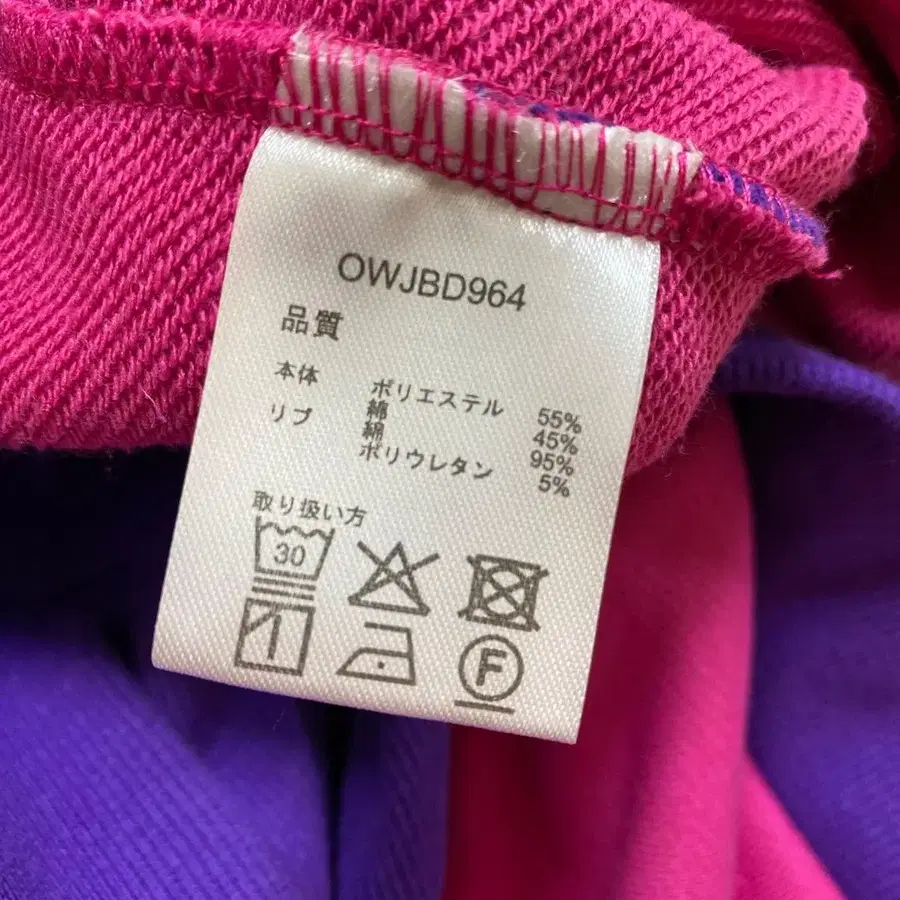 OWJBD964
品質
本体 ポリエステル 55%
綿 45%
リブ 綿 95%
ポリウレタン 5%
取り扱い方
30
F